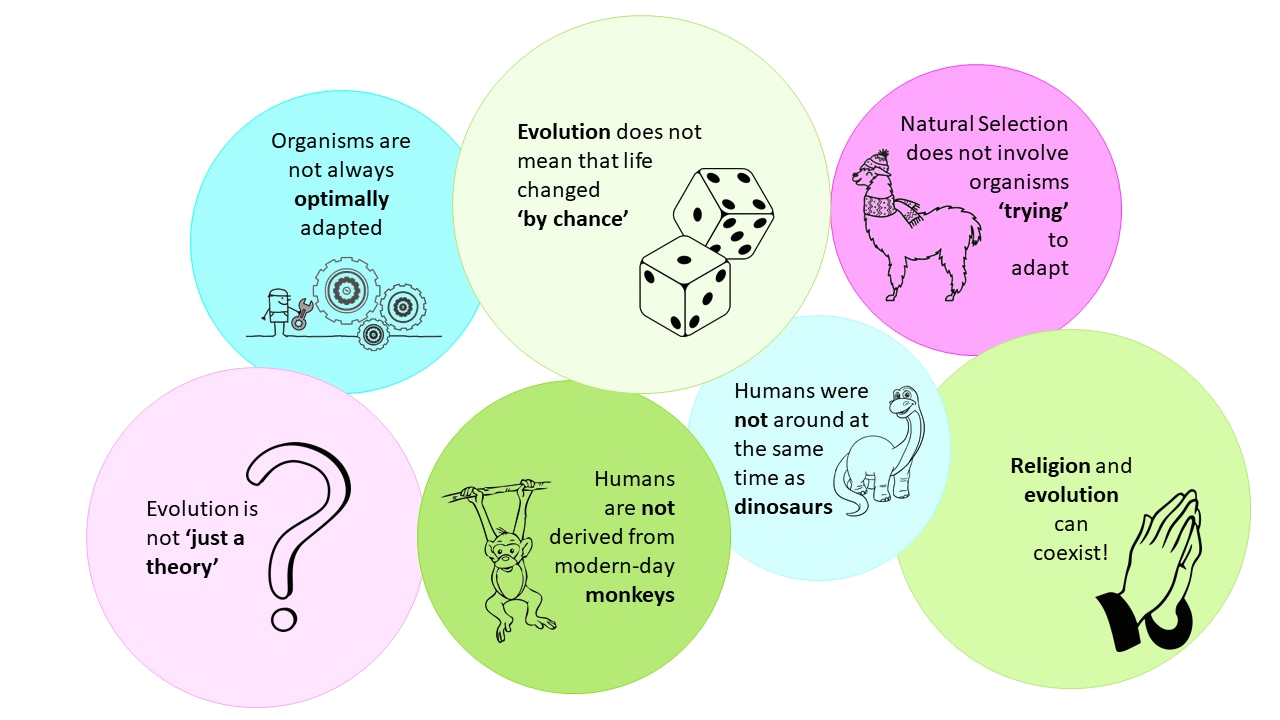 Organisms are
not always
optimally
adapted
Evolution does not
mean that life
changed
‘by chance’
Natural Selection
does not involve
organisms
‘trying’
to
adapt
Evolution is
not ‘just a
theory’
Humans
are not
derived from
modern-day
monkeys
Humans were
not around at
the same
time as
dinosaurs
Religion and
evolution
can
coexist!